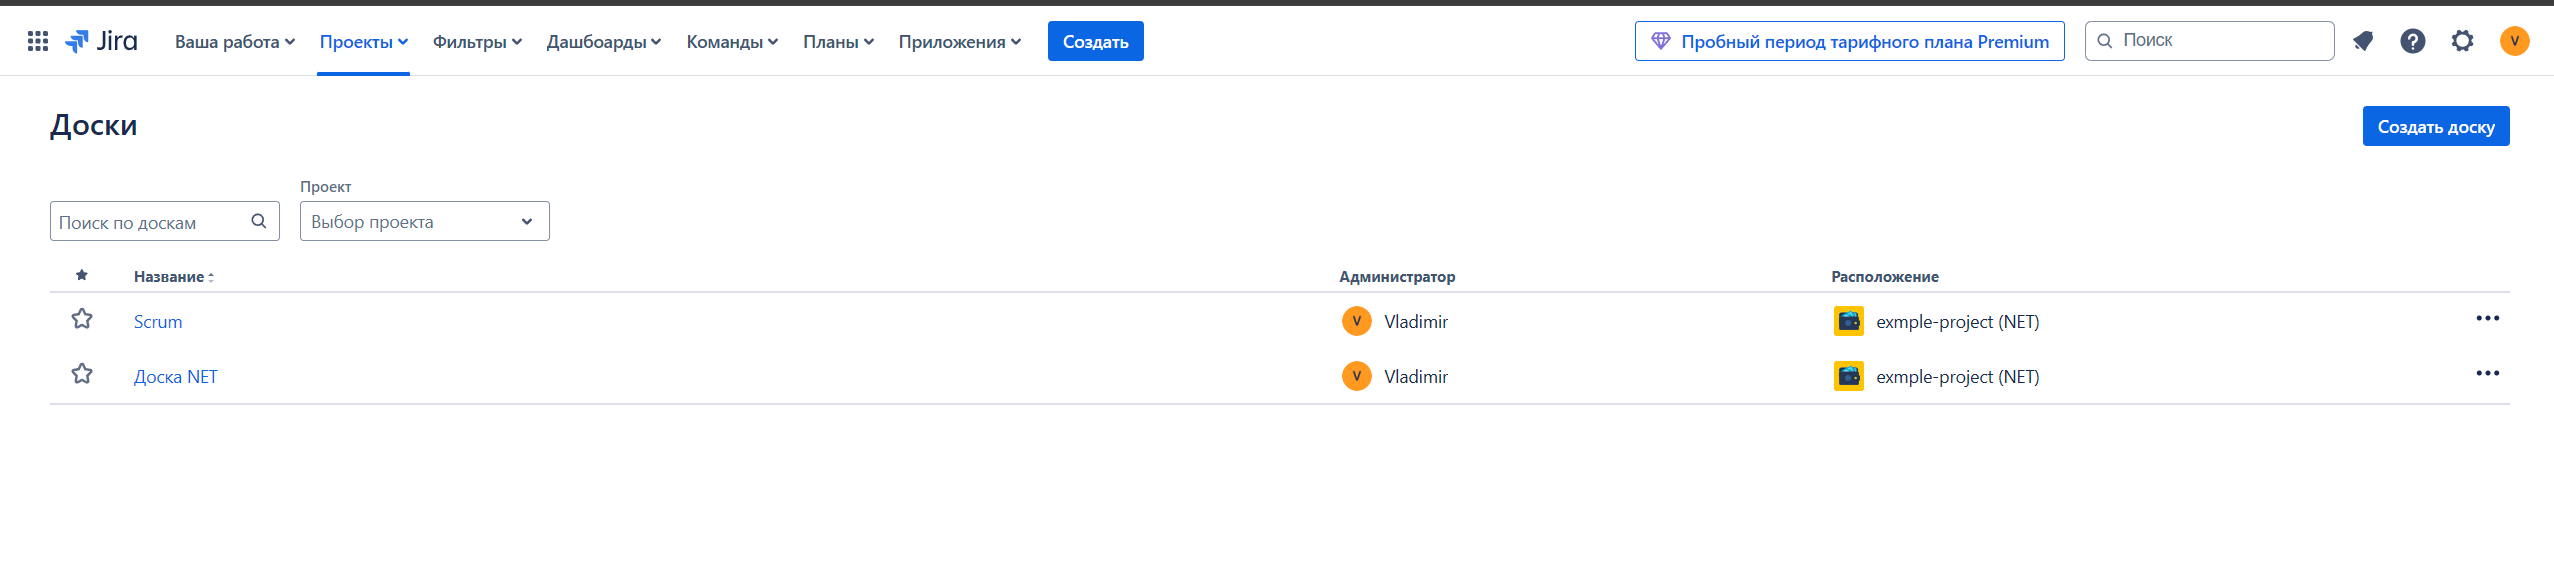 Jira Ваша работа Проекты Фильтры Дашбоарды Команды Планы Приложения Создать Пробный период тарифного плана Premium Поиск V
Доски Создать доску
Проект
Поиск по доскам Выбор проекта
Название Администратор Расположение
Scrum V Vladimir exmple-project (NET)
Доска NET V Vladimir exmple-project (NET)